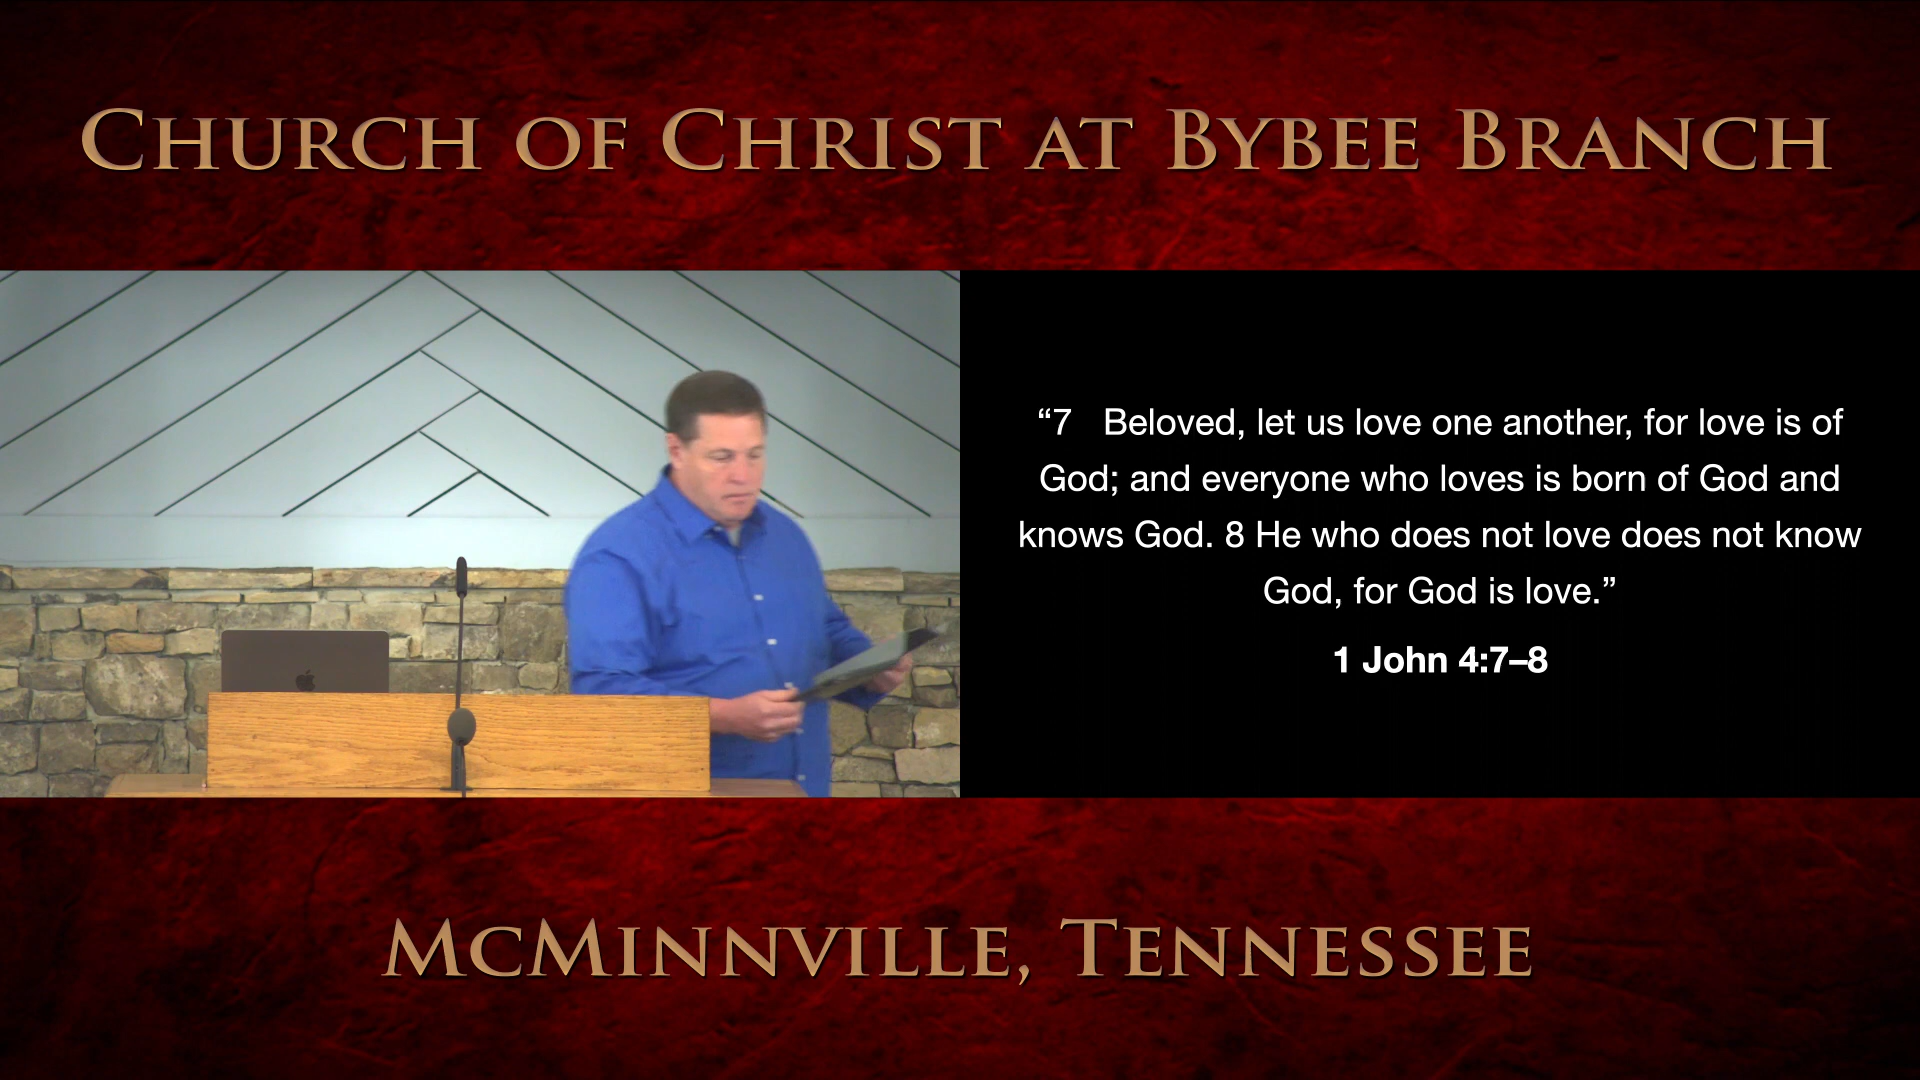 Church of Christ at Bybee Branch
“7 Beloved, let us love one another, for love is of
God; and everyone who loves is born of God and
knows God. 8 He who does not love does not know
God, for God is love.”
1 John 4:7–8
McMinnville, Tennessee